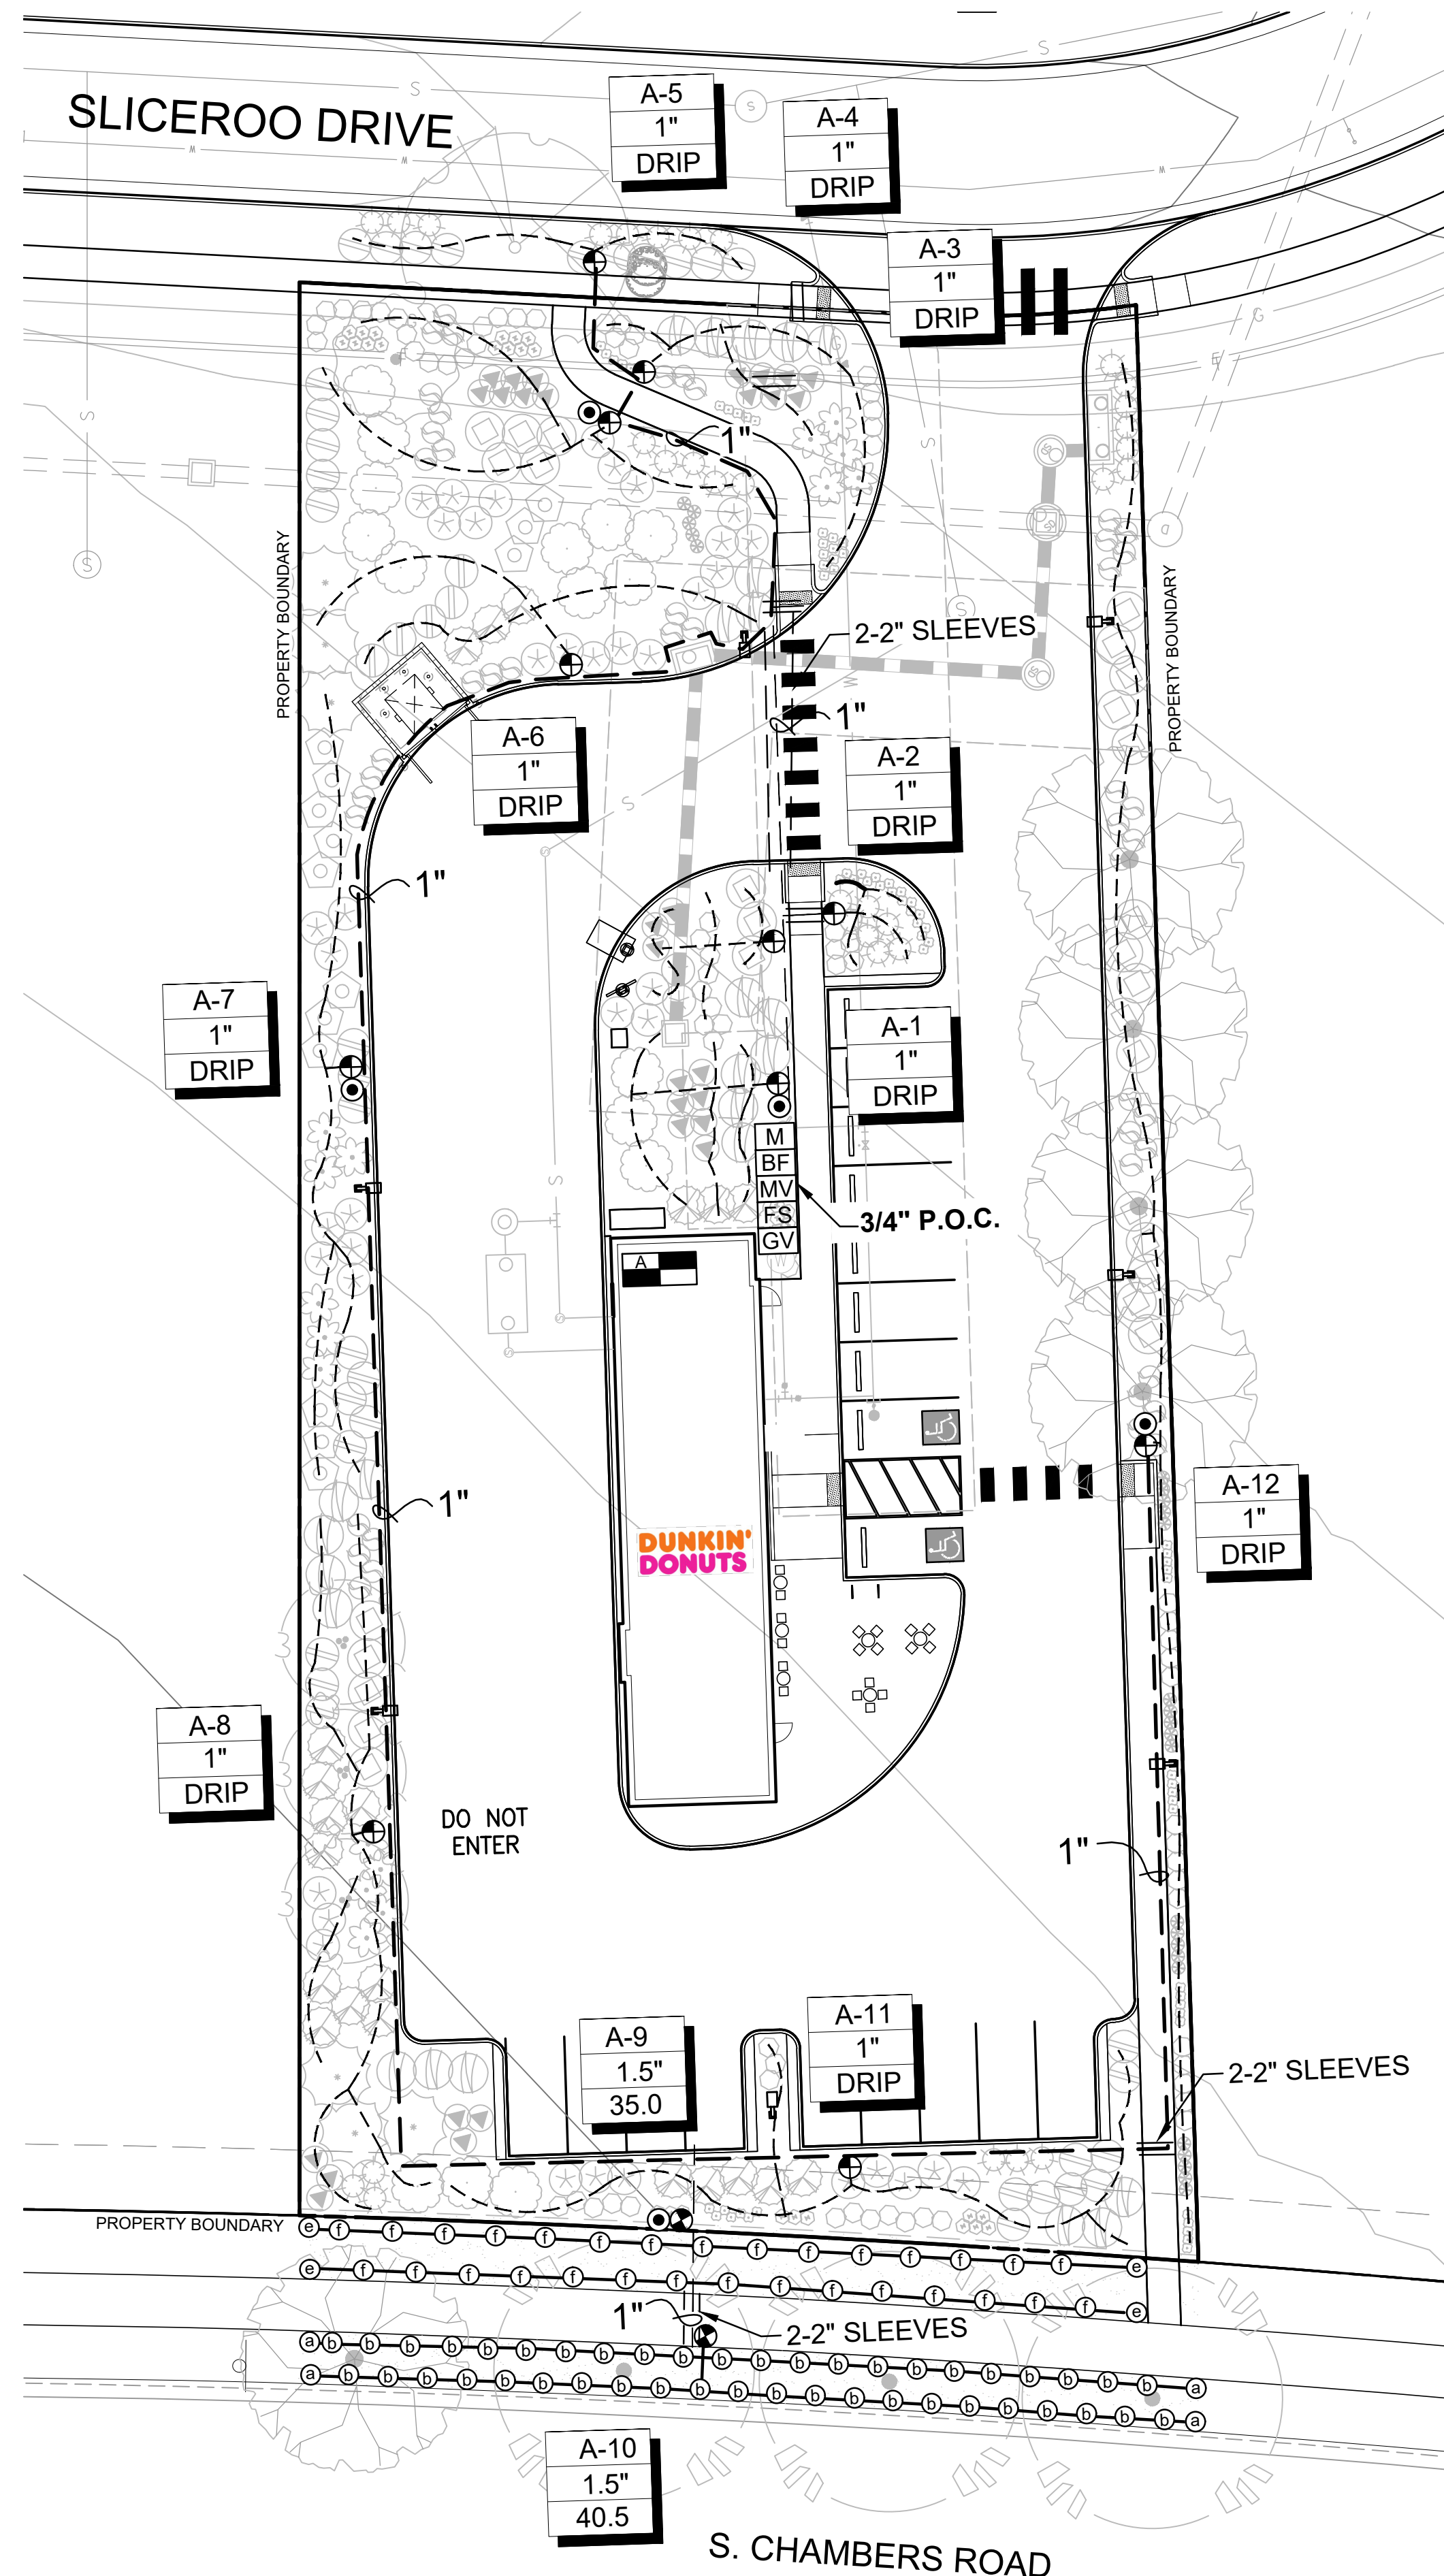 SLICEROO DRIVE
A-5
1"
DRIP
A-4
1"
DRIP
A-3
1"
DRIP
1"
PROPERTY BOUNDARY
PROPERTY BOUNDARY
2-2" SLEEVES
1"
A-6
1"
DRIP
A-2
1"
DRIP
1"
A-7
1"
DRIP
A-1
1"
DRIP
M
BF
MV
FS
GV
3/4" P.O.C.
A
1"
DUNKIN'
DONUTS
A-12
1"
DRIP
A-8
1"
DRIP
DO NOT
ENTER
1"
A-9
1.5"
35.0
A-11
1"
DRIP
2-2" SLEEVES
PROPERTY BOUNDARY
e f f f f f f f f f f f f f f f e
e f f f f f f f f f f f f f f f e
1"
2-2" SLEEVES
a b b b b b b b b b b b b b b b b b b b b b b a
a b b b b b b b b b b b b b b b b b b b b b b a
A-10
1.5"
40.5
S. CHAMBERS ROAD